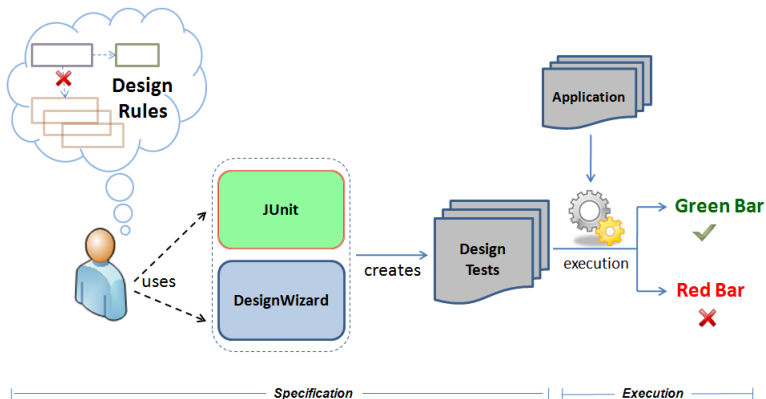 Design
Rules
Application
JUnit
Green Bar
uses
creates
Design
Tests
execution
DesignWizard
Red Bar
Specification
Execution